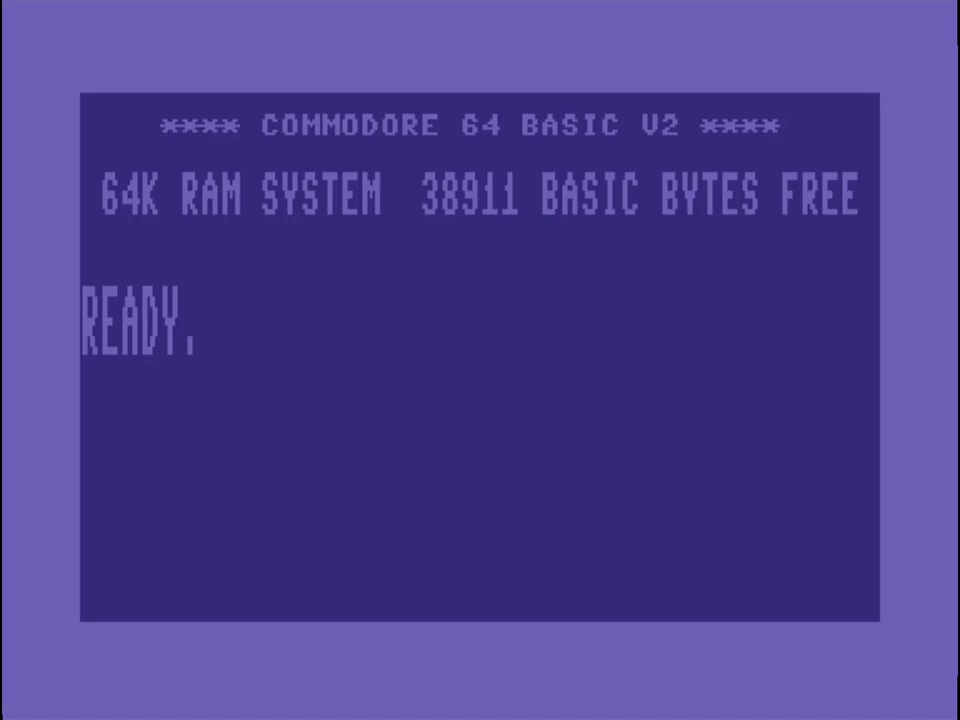 **** COMMODORE 64 BASIC V2 ****
64K RAM SYSTEM  38911 BASIC BYTES FREE
READY.